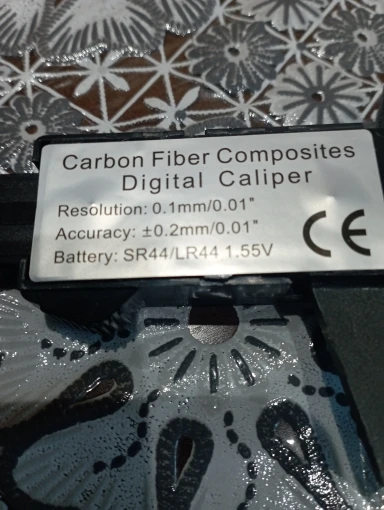 Carbon Fiber Composites
Digital Caliper
Resolution: 0.1mm/0.01"
Accuracy: ±0.2mm/0.01"
Battery: SR44/LR44 1.55V
CE